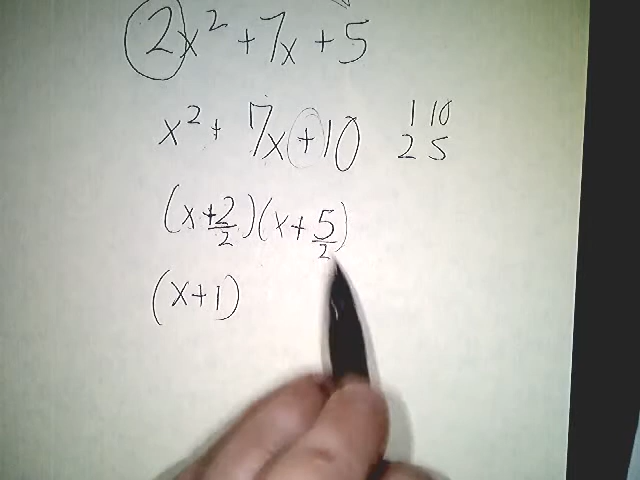 2x² + 7x + 5
x² + 7x + 10 1 10
2 5
(x + 2/2)(x + 5/2)
(x + 1)